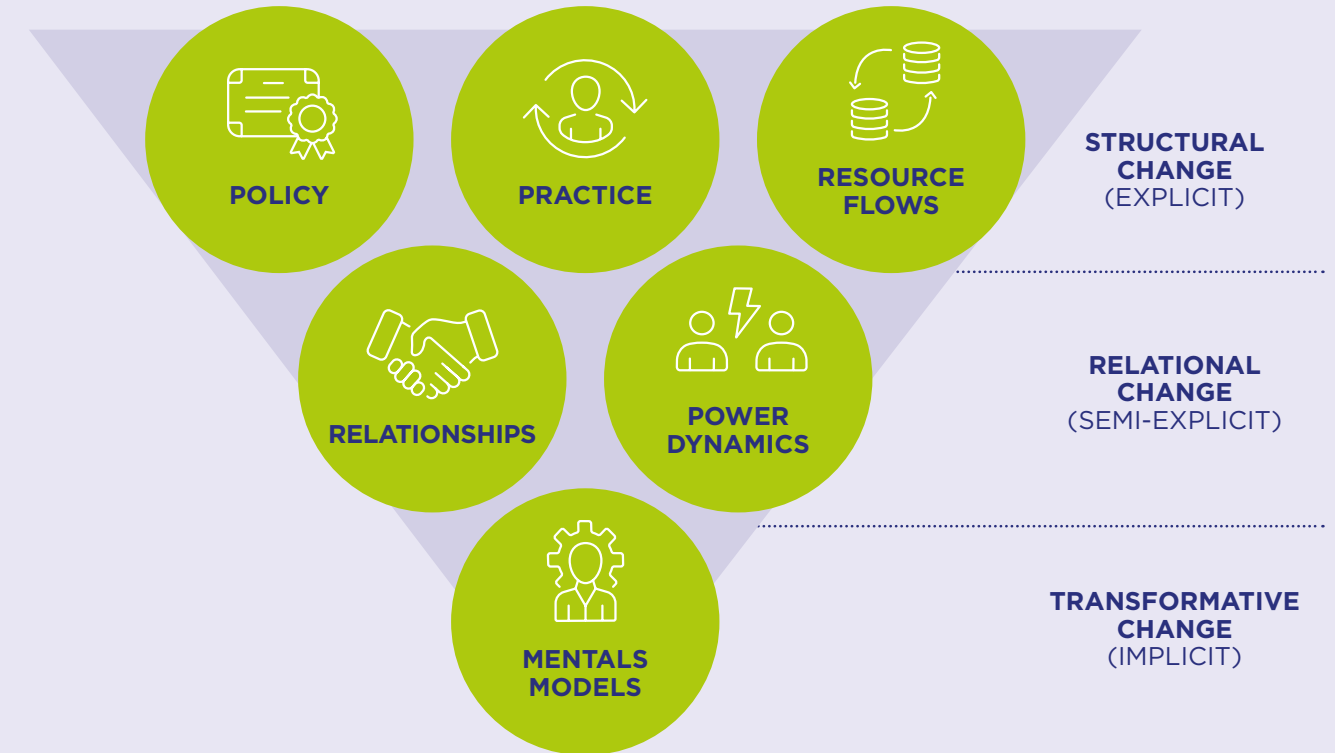 POLICY
PRACTICE
RESOURCE
FLOWS
STRUCTURAL
CHANGE
(EXPLICIT)
RELATIONSHIPS
POWER
DYNAMICS
RELATIONAL
CHANGE
(SEMI-EXPLICIT)
MENTALS
MODELS
TRANSFORMATIVE
CHANGE
(IMPLICIT)